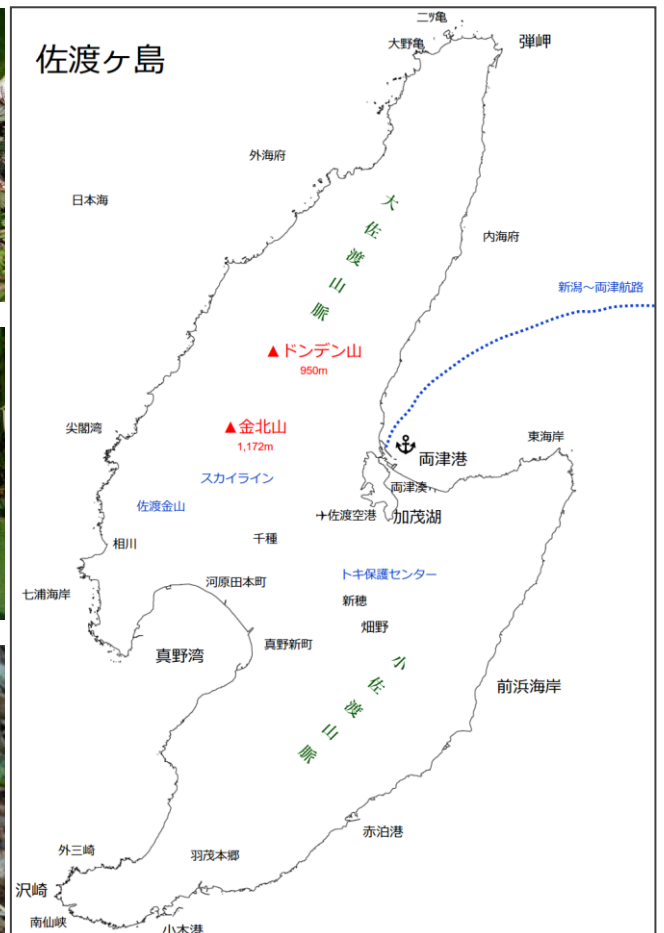 二ツ亀
大野亀
弾岬
佐渡ヶ島
外海府
日本海
大佐渡山脈
内海府
新潟~両津航路
▲ドンデン山
950m
▲金北山
1,172m
尖閣湾
東海岸
両津港
スカイライン
両津湊
佐渡金山
佐渡空港
加茂湖
相川
千種
トキ保護センター
七浦海岸
河原田本町
新穂
畑野
真野湾
真野新町
小佐渡山脈
前浜海岸
赤泊港
外三崎
羽茂本郷
沢崎
南仙峡
小木港